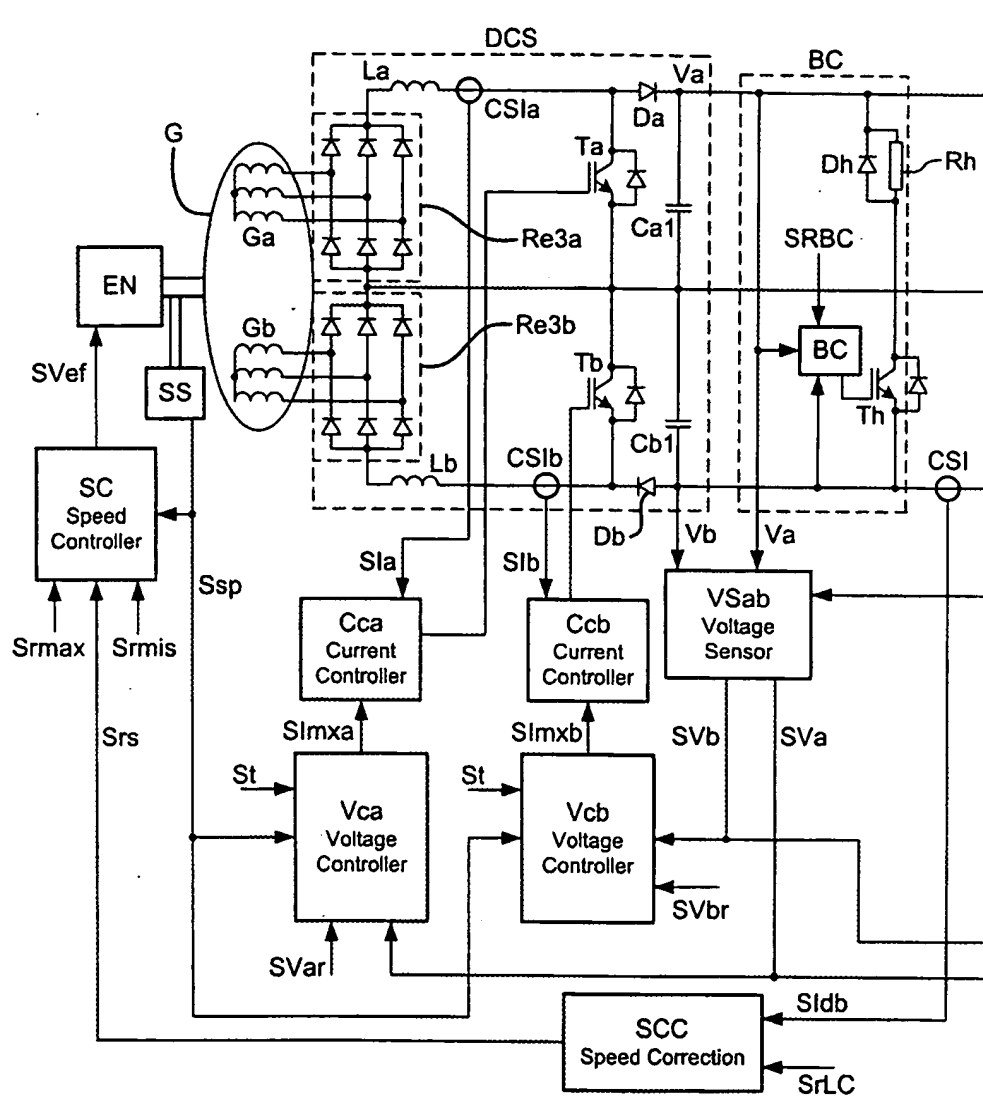 DCS
BC
La
CSIa
Va
Da
G
Ta
Dh
Rh
Ga
Re3a
Ca1
SRBC
EN
Gb
Re3b
BC
SVef
SS
Tb
Th
Cb1
Lb
CSIb
CSI
SC
Speed
Controller
Db
Vb
Va
SIa
SIb
Ssp
VSab
Voltage
Sensor
Cca
Current
Controller
Ccb
Current
Controller
Srmax
Srmis
Srs
SImxa
SImxb
SVb
SVa
St
St
Vca
Voltage
Controller
Vcb
Voltage
Controller
SVbr
SVar
SIdb
SCC
Speed Correction
SrLC